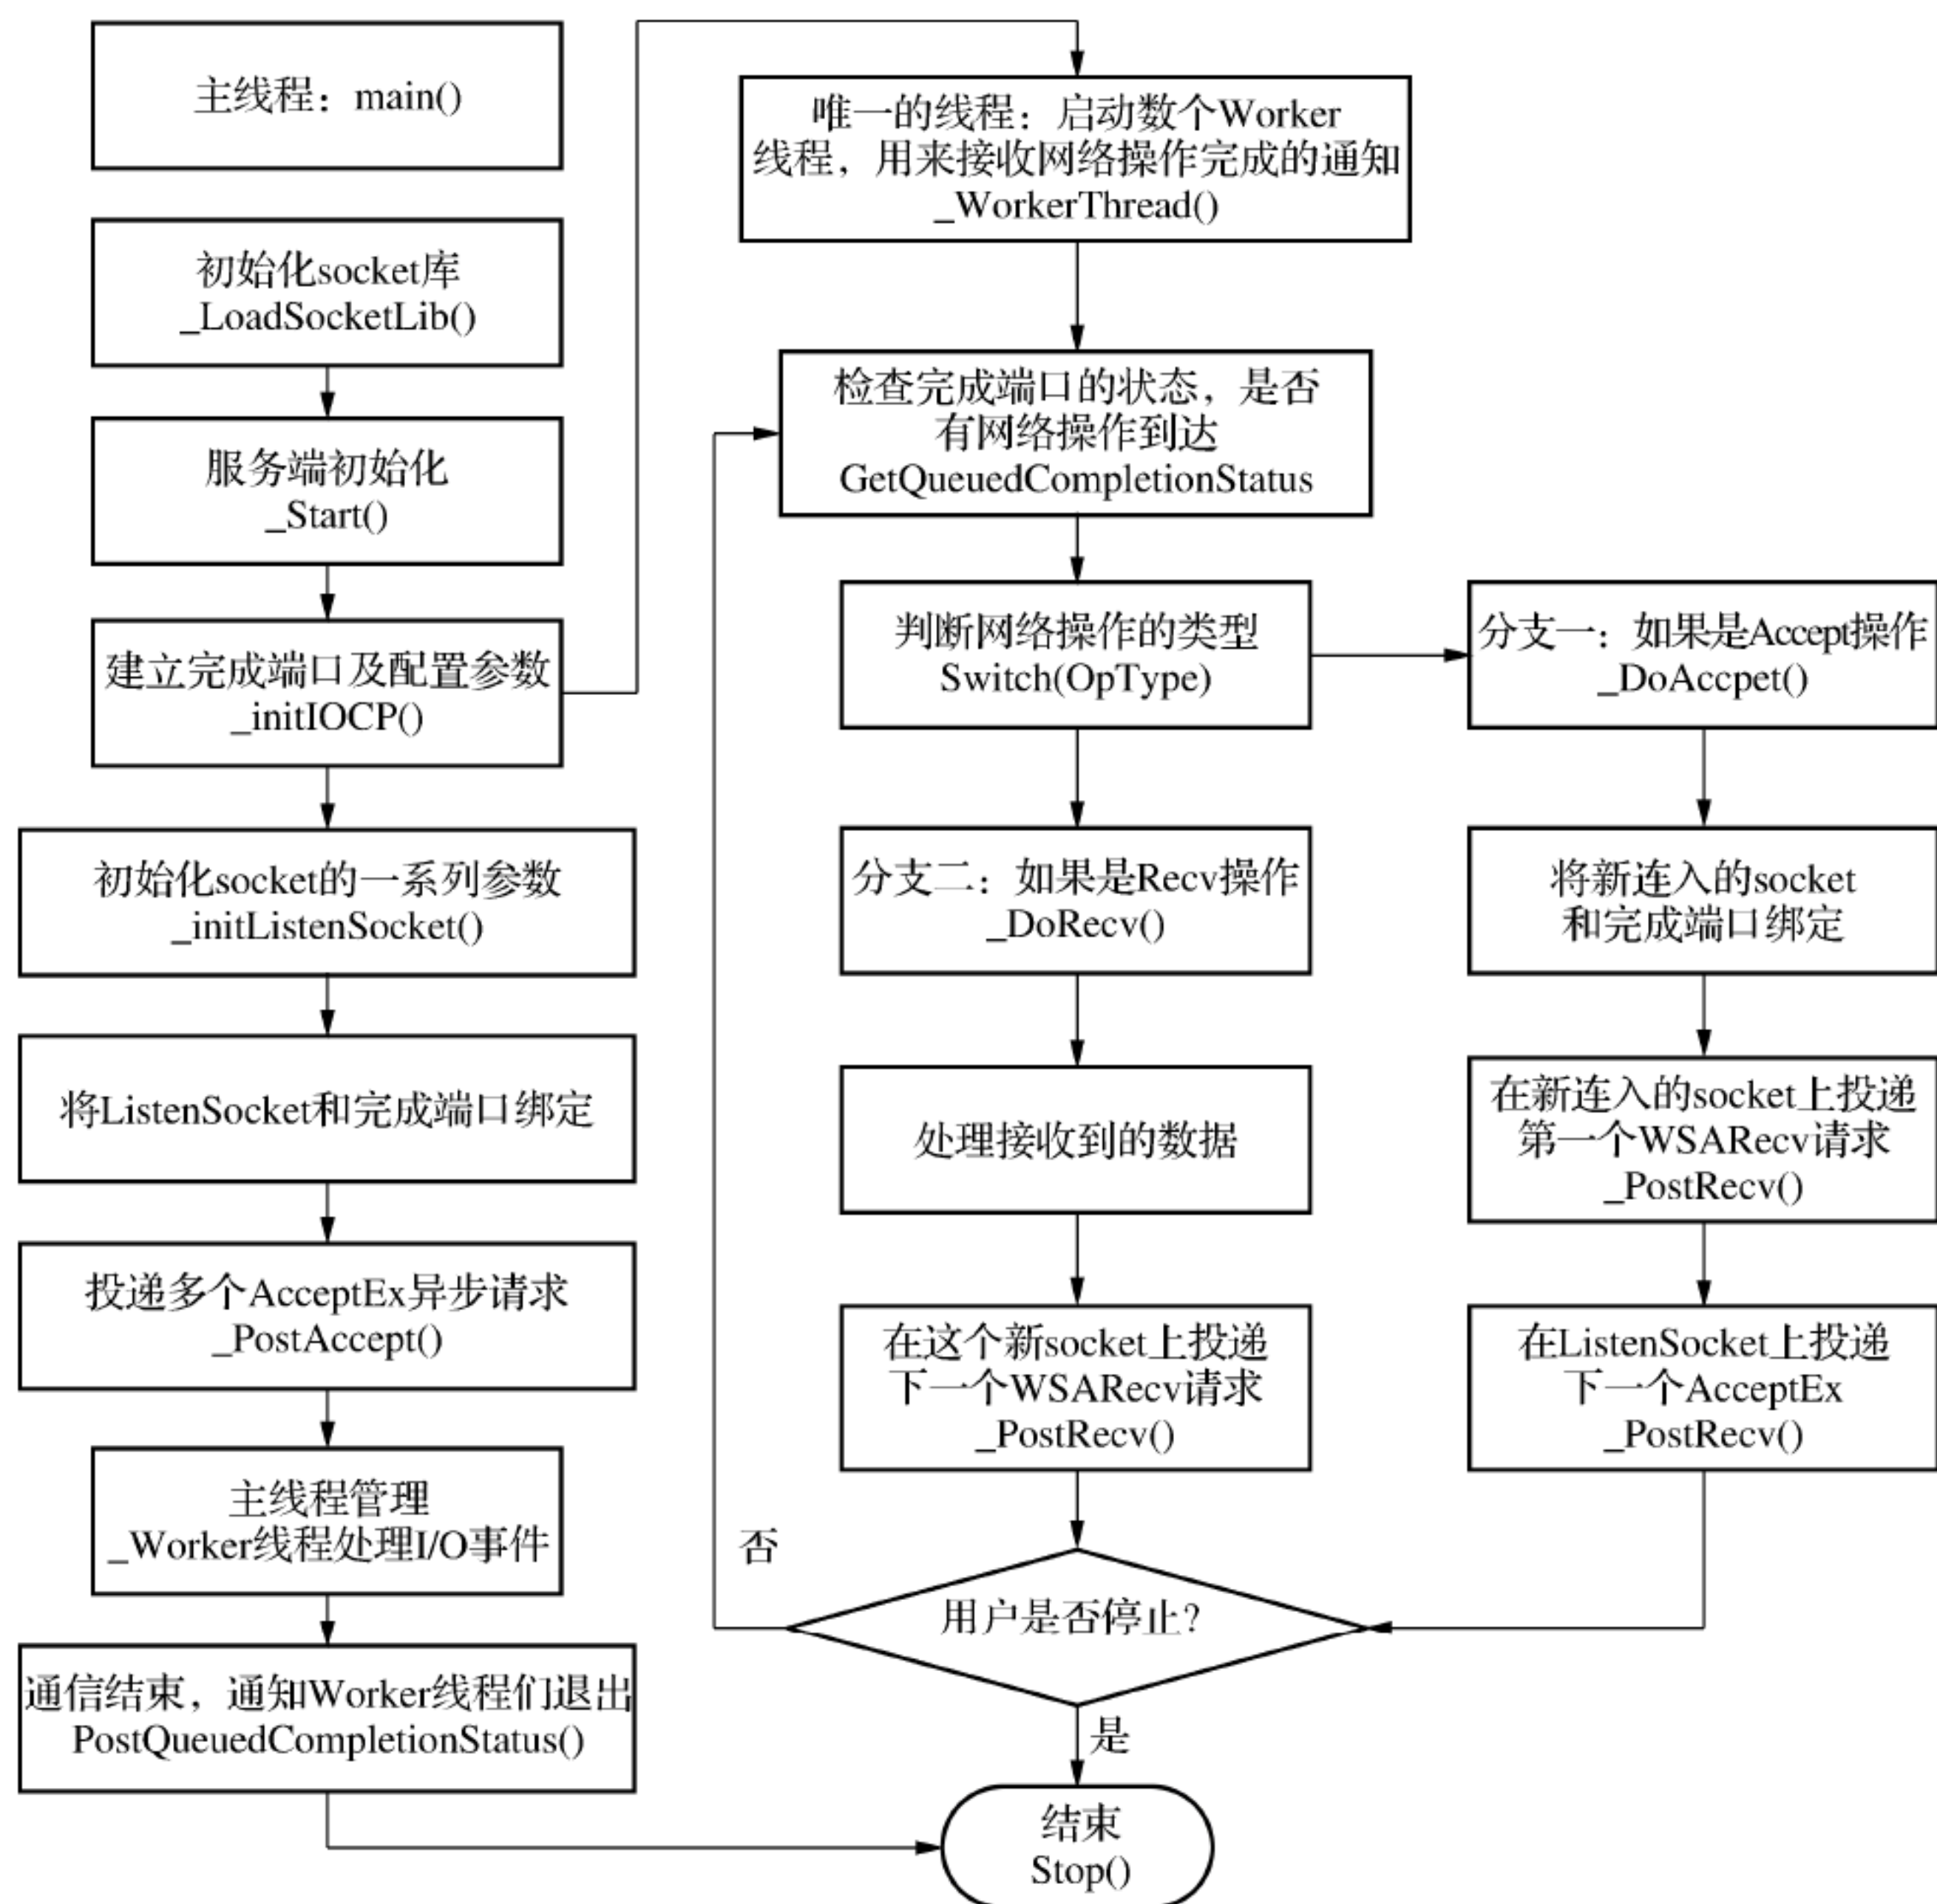 主线程：main()
初始化socket库
_LoadSocketLib()
服务端初始化
_Start()
建立完成端口及配置参数
_initIOCP()
初始化socket的一系列参数
_initListenSocket()
将ListenSocket和完成端口绑定
投递多个AcceptEx异步请求
_PostAccept()
主线程管理
_Worker线程处理I/O事件
通信结束，通知Worker线程们退出
PostQueuedCompletionStatus()
唯一的线程：启动数个Worker
线程，用来接收网络操作完成的通知
_WorkerThread()
检查完成端口的状态，是否
有网络操作到达
GetQueuedCompletionStatus
判断网络操作的类型
Switch(OpType)
分支二：如果是Recv操作
_DoRecv()
处理接收到的数据
在这个新socket上投递
下一个WSARecv请求
_PostRecv()
分支一：如果是Accept操作
_DoAccpet()
将新连入的socket
和完成端口绑定
在新连入的socket上投递
第一个WSARecv请求
_PostRecv()
在ListenSocket上投递
下一个AcceptEx
_PostRecv()
否
用户是否停止?
是
结束
Stop()